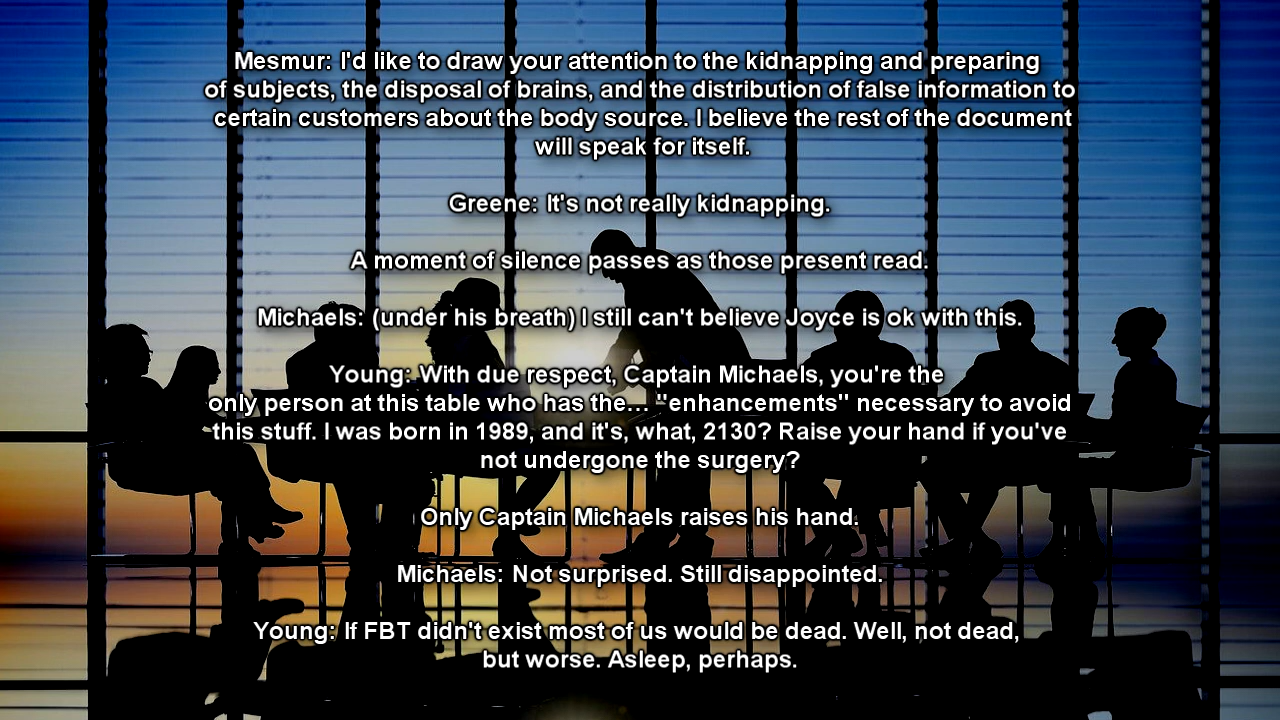 Mesmur: I'd like to draw your attention to the kidnapping and preparing
of subjects, the disposal of brains, and the distribution of false information to
certain customers about the body source. I believe the rest of the document
will speak for itself.
Greene: It's not really kidnapping.
A moment of silence passes as those present read.
Michaels: (under his breath) I still can't believe Joyce is ok with this.
Young: With due respect, Captain Michaels, you're the
only person at this table who has the... "enhancements" necessary to avoid
this stuff. I was born in 1989, and it's, what, 2130? Raise your hand if you've
not undergone the surgery?
Only Captain Michaels raises his hand.
Michaels: Not surprised. Still disappointed.
Young: If FBT didn't exist most of us would be dead. Well, not dead,
but worse. Asleep, perhaps.